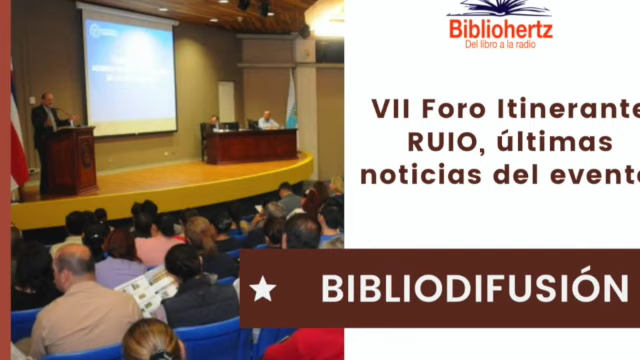 Bibliohertz
Del libro a la radio
VII Foro Itinerante
RUIO, últimas
noticias del evento
BIBLIODIFUSIÓN